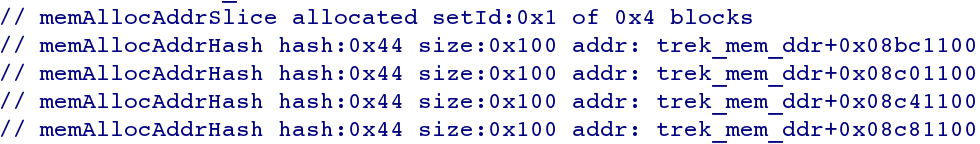 // memAllocAddrSlice allocated setId:0x1 of 0x4 blocks
// memAllocAddrHash hash:0x44 size:0x100 addr: trek_mem_ddr+0x08bc1100
// memAllocAddrHash hash:0x44 size:0x100 addr: trek_mem_ddr+0x08c01100
// memAllocAddrHash hash:0x44 size:0x100 addr: trek_mem_ddr+0x08c41100
// memAllocAddrHash hash:0x44 size:0x100 addr: trek_mem_ddr+0x08c81100